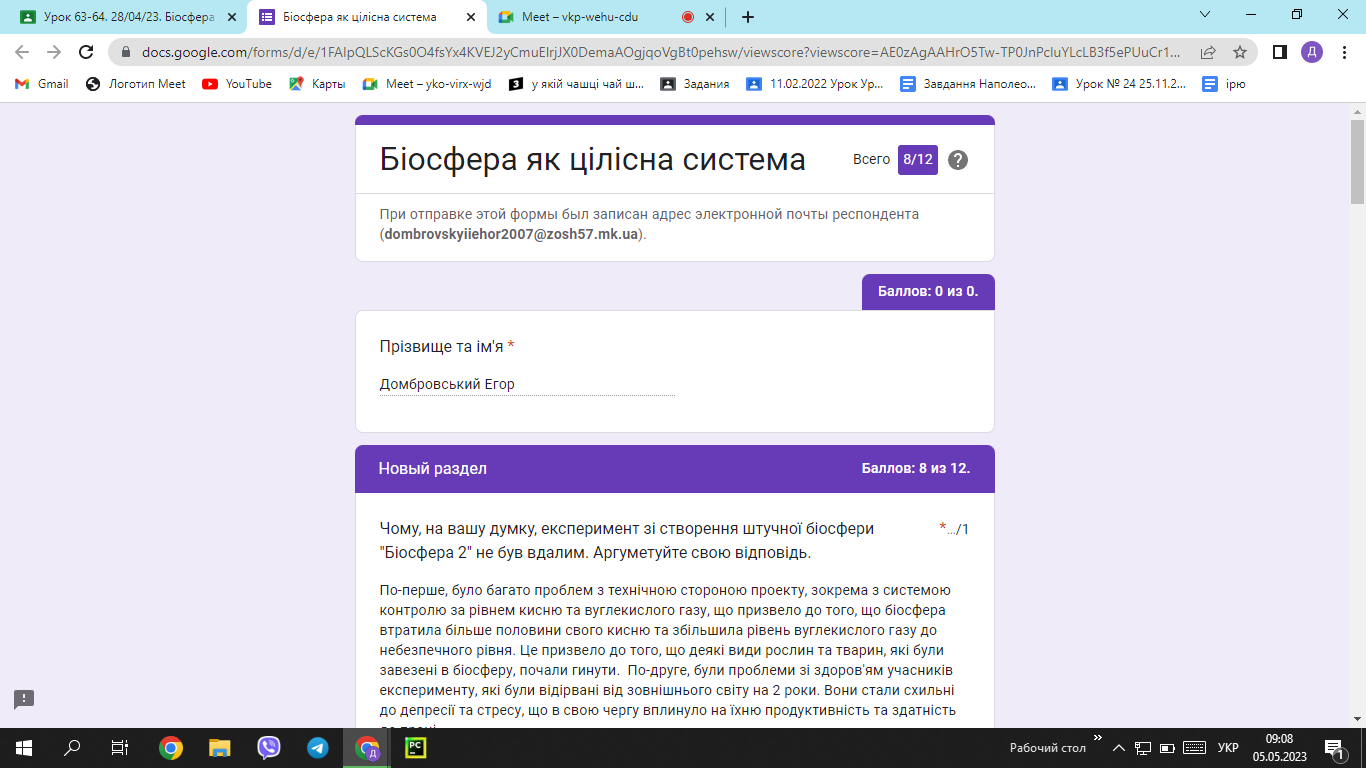 Урок 63-64. 28/04/23. Біосфера
Біосфера як цілісна система
Meet – vkp-wehu-cdu
docs.google.com/forms/d/e/1FAIpQLScKGs0O4fsYx4KVEJ2yCmuEIrjJX0DemaAOgjqoVgBt0pehsw/viewscore?viewscore=AE0zAgAAHrO5Tw-TP0JnPcIuYLcLB3f5ePUuCr1...
Д
Gmail
Логотип Meet
YouTube
Карты
Meet – yko-virx-wjd
у якій чашці чай ш...
Задания
11.02.2022 Урок Ур...
Завдання Наполео...
Урок № 24 25.11.2...
ірю
Біосфера як цілісна система
Всего 8/12
При отправке этой формы был записан адрес электронной почты респондента
(dombrovskyiiehor2007@zosh57.mk.ua).
Баллов: 0 из 0.
Прізвище та ім'я *
Домбровський Егор
Новый раздел
Баллов: 8 из 12.
Чому, на вашу думку, експеримент зі створення штучної біосфери
*…/1
"Біосфера 2" не був вдалим. Аргуметуйте свою відповідь.
По-перше, було багато проблем з технічною стороною проекту, зокрема з системою
контролю за рівнем кисню та вуглекислого газу, що призвело до того, що біосфера
втратила більше половини свого кисню та збільшила рівень вуглекислого газу до
небезпечного рівня. Це призвело до того, що деякі види рослин та тварин, які були
завезені в біосферу, почали гинути.  По-друге, були проблеми зі здоров'ям учасників
експерименту, які були відірвані від зовнішнього світу на 2 роки. Вони стали схильні
до депресії та стресу, що в свою чергу вплинуло на їхню продуктивність та здатність
Рабочий стол
УКР
09:08
05.05.2023
1